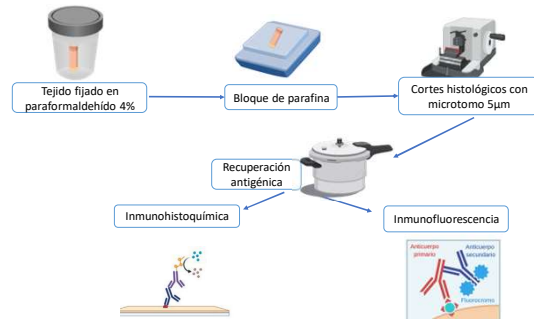 Tejido fijado en
paraformaldehído 4%
Bloque de parafina
Cortes histológicos con
microtomo 5µm
Recuperación
antigénica
Inmunohistoquímica
Inmunofluorescencia
Anticuerpo
primario
Anticuerpo
secundario
Fluorocromo